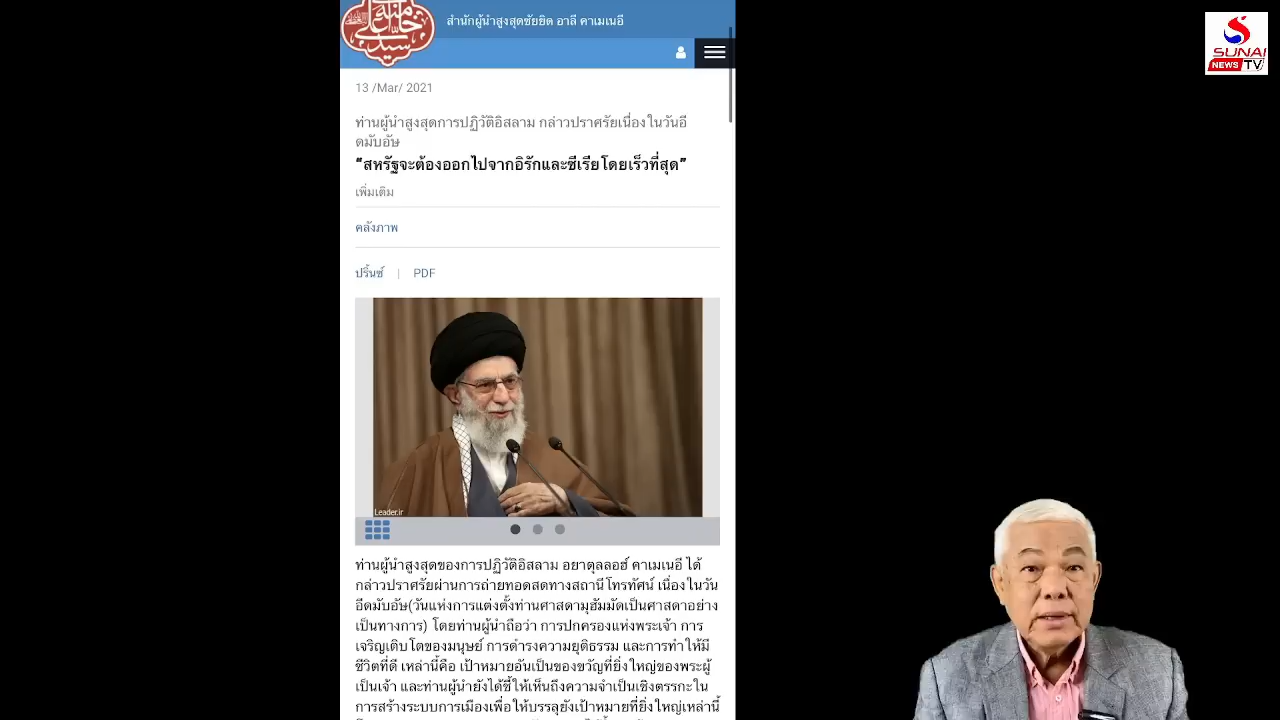 สำนักผู้นำสูงสุดซัยยิด อาลี คาเมเนอี
SUNAI
NEWS TV
13 /Mar/ 2021
ท่านผู้นำสูงสุดการปฏิวัติอิสลาม กล่าวปราศรัยเนื่องในวันอี
ดมับอัษ
“สหรัฐจะต้องออกไปจากอิรักและซีเรียโดยเร็วที่สุด”
เพิ่มเติม
คลังภาพ
ปริ้นซ์ | PDF
Leader.ir
ท่านผู้นำสูงสุดของการปฏิวัติอิสลาม อยาตุลลอฮ์ คาเมเนอี ได้
กล่าวปราศรัยผ่านการถ่ายทอดสดทางสถานีโทรทัศน์ เนื่องในวัน
อีดมับอัษ(วันแห่งการแต่งตั้งท่านศาสดามุฮัมมัดเป็นศาสดาอย่าง
เป็นทางการ) โดยท่านผู้นำถือว่า การปกครองแห่งพระเจ้า การ
เจริญเติบโตของมนุษย์ การดำรงความยุติธรรม และการทำให้มี
ชีวิตที่ดี เหล่านี้คือ เป้าหมายอันเป็นของขวัญที่ยิ่งใหญ่ของพระผู้
เป็นเจ้า และท่านผู้นำยังได้ชี้ให้เห็นถึงความจำเป็นเชิงตรรกะใน
การสร้างระบบการเมืองเพื่อให้บรรลุยังเป้าหมายที่ยิ่งใหญ่เหล่านี้